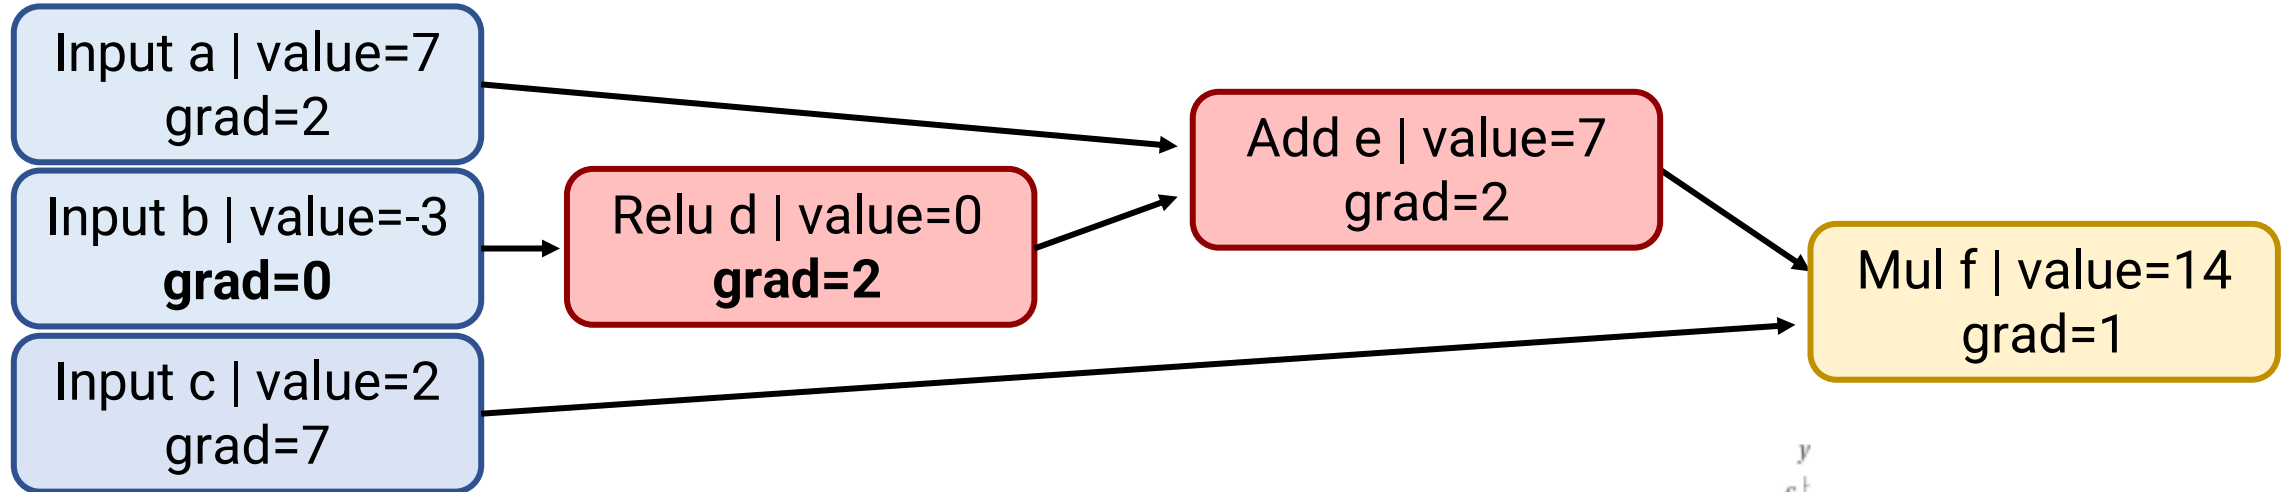 Input a | value=7
grad=2
Input b | value=-3
grad=0
Input c | value=2
grad=7
Relu d | value=0
grad=2
Add e | value=7
grad=2
Mul f | value=14
grad=1
y